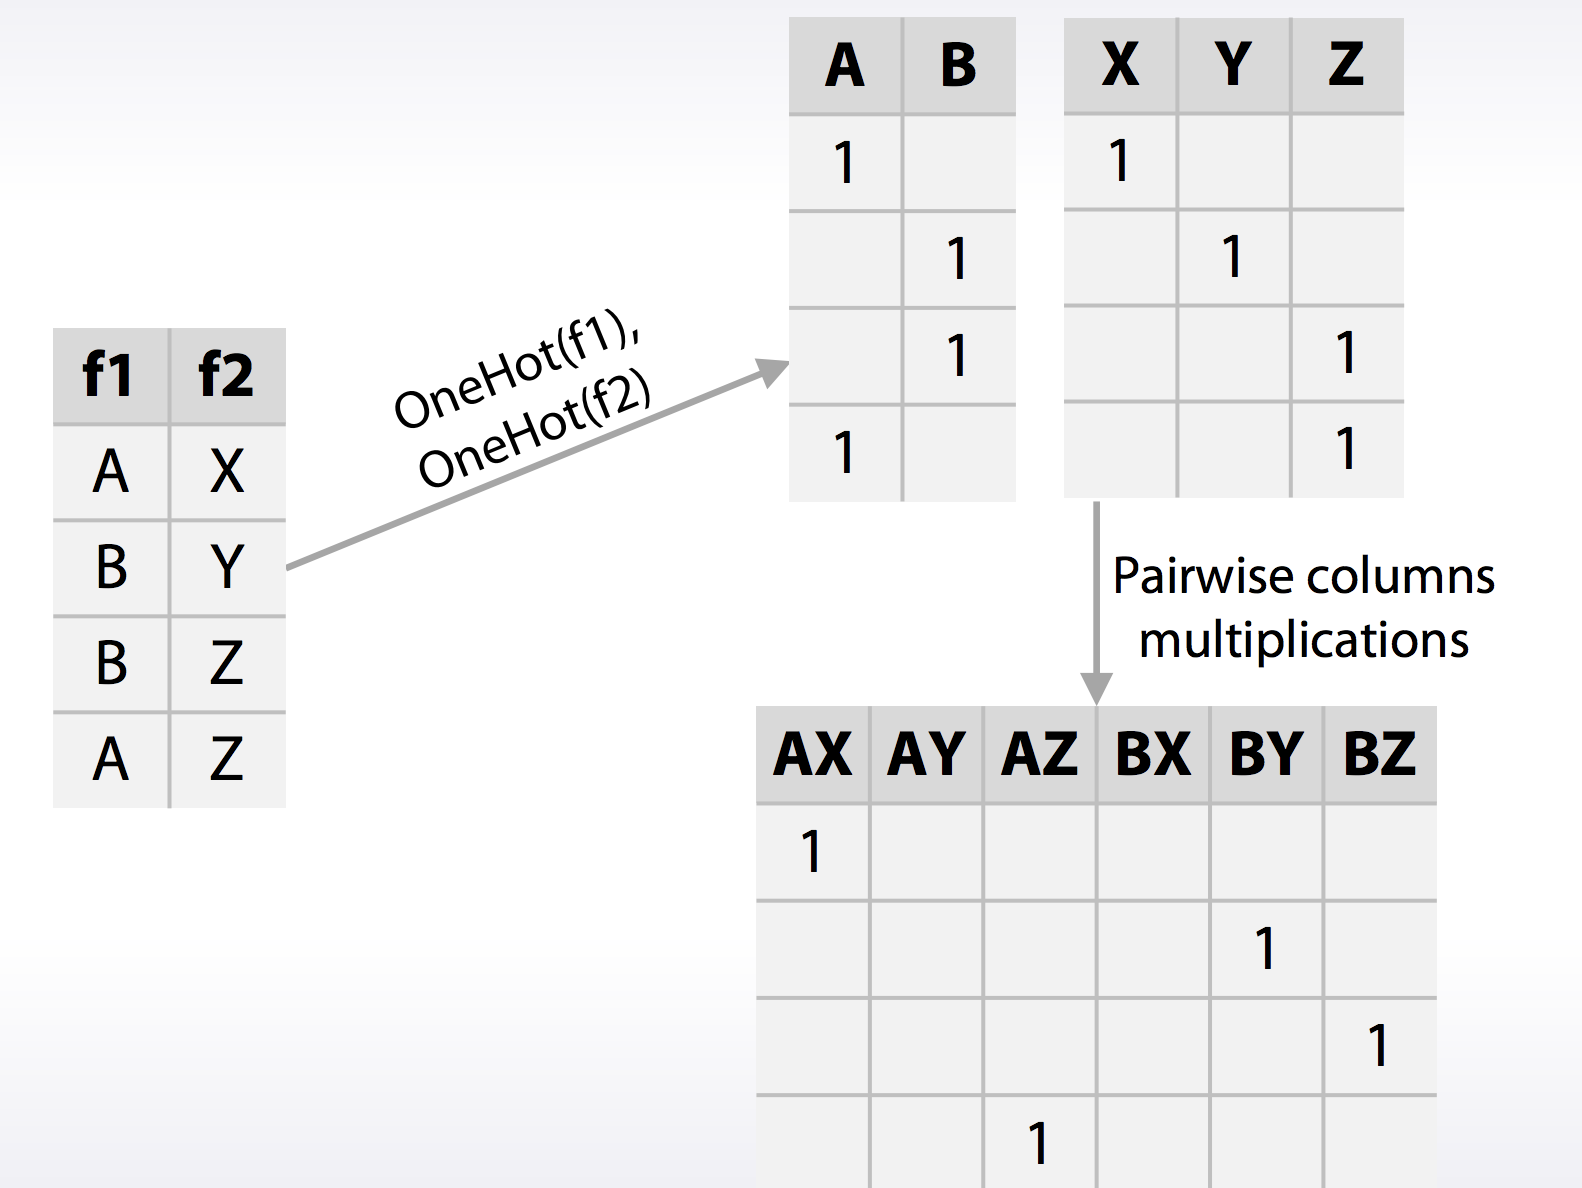 f1 f2
A X
B Y
B Z
A Z
OneHot(f1),
OneHot(f2)
A B
1
1
1
1
X Y Z
1
1
1
1
Pairwise columns
multiplications
AX AY AZ BX BY BZ
1
1
1
1